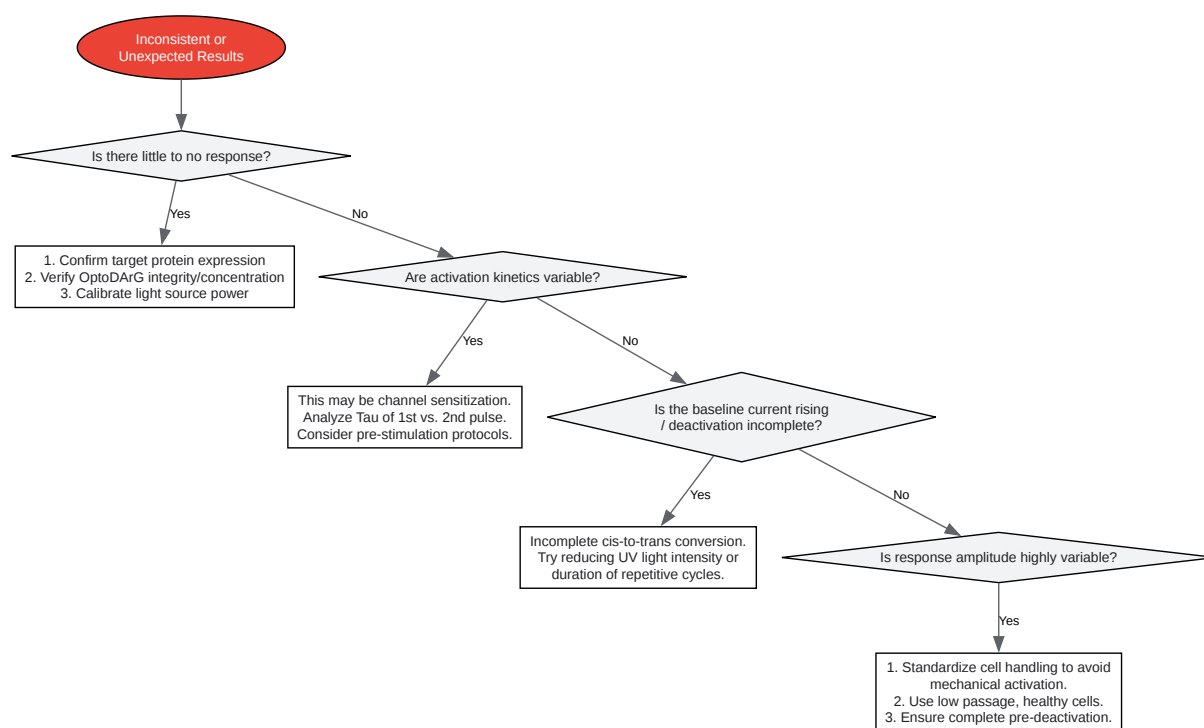 Inconsistent or
Unexpected Results
Is there little to no response?
Yes
No
1. Confirm target protein expression
2. Verify OptoDArG integrity/concentration
3. Calibrate light source power
Are activation kinetics variable?
Yes
No
This may be channel sensitization.
Analyze Tau of 1st vs. 2nd pulse.
Consider pre-stimulation protocols.
Is the baseline current rising
/ deactivation incomplete?
Yes
No
Incomplete cis-to-trans conversion.
Try reducing UV light intensity or
duration of repetitive cycles.
Is response amplitude highly variable?
Yes
1. Standardize cell handling to avoid
mechanical activation.
2. Use low passage, healthy cells.
3. Ensure complete pre-deactivation.